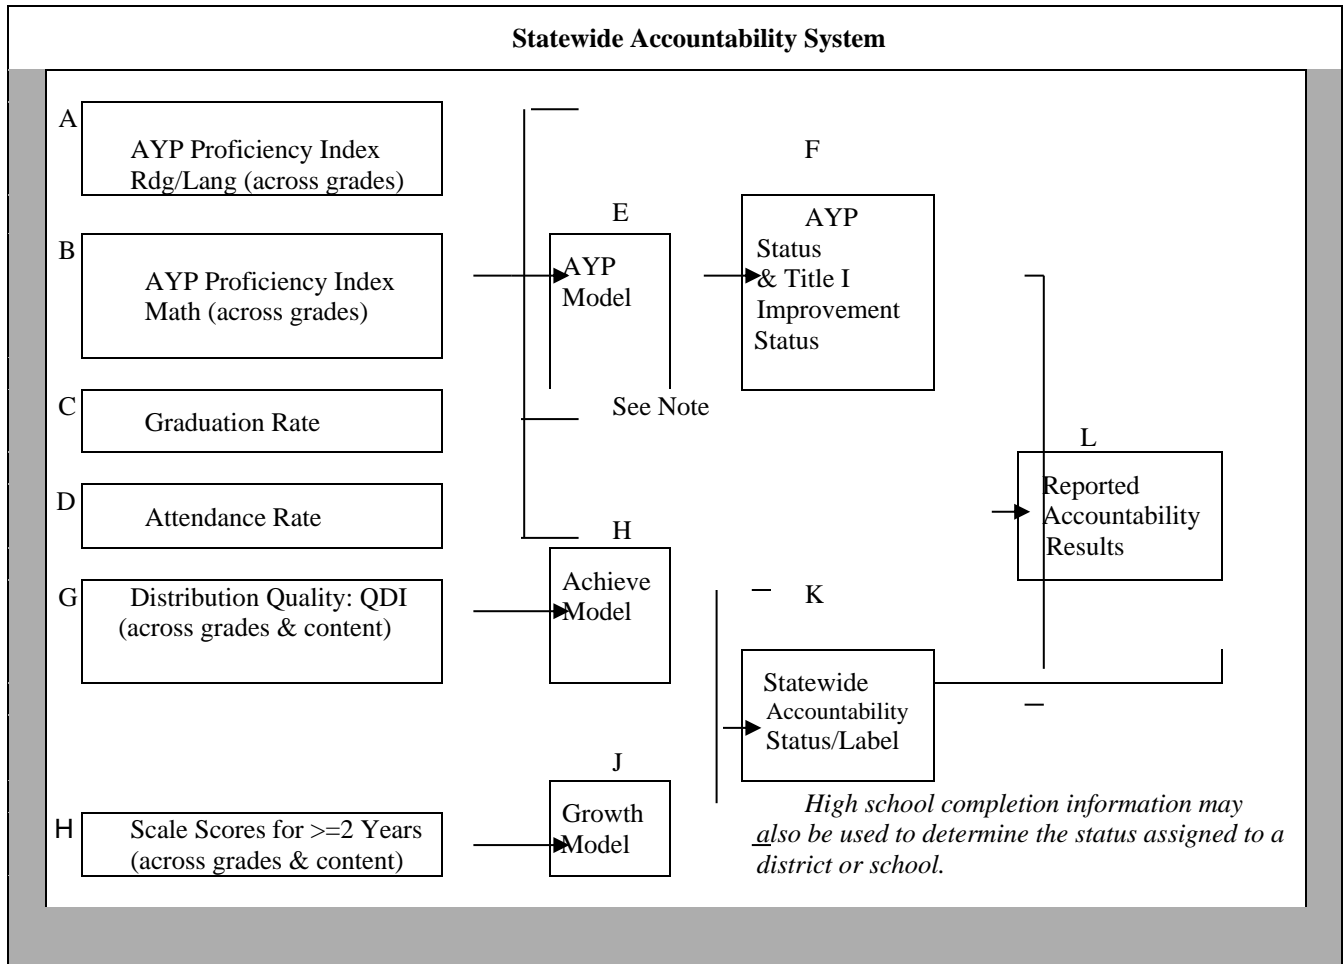 Statewide Accountability System
A
AYP Proficiency Index
Rdg/Lang (across grades)
B
AYP Proficiency Index
Math (across grades)
C
Graduation Rate
D
Attendance Rate
G
Distribution Quality: QDI
(across grades & content)
H
Scale Scores for >=2 Years
(across grades & content)
E
AYP
Model
See Note
H
Achieve
Model
J
Growth
Model
F
AYP
Status
& Title I
Improvement
Status
K
Statewide
Accountability
Status/Label
L
Reported
Accountability
Results
High school completion information may
also be used to determine the status assigned to a
district or school.